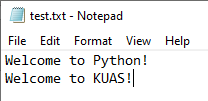 test.txt - Notepad
File Edit Format View Help
Welcome to Python!
Welcome to KUAS!